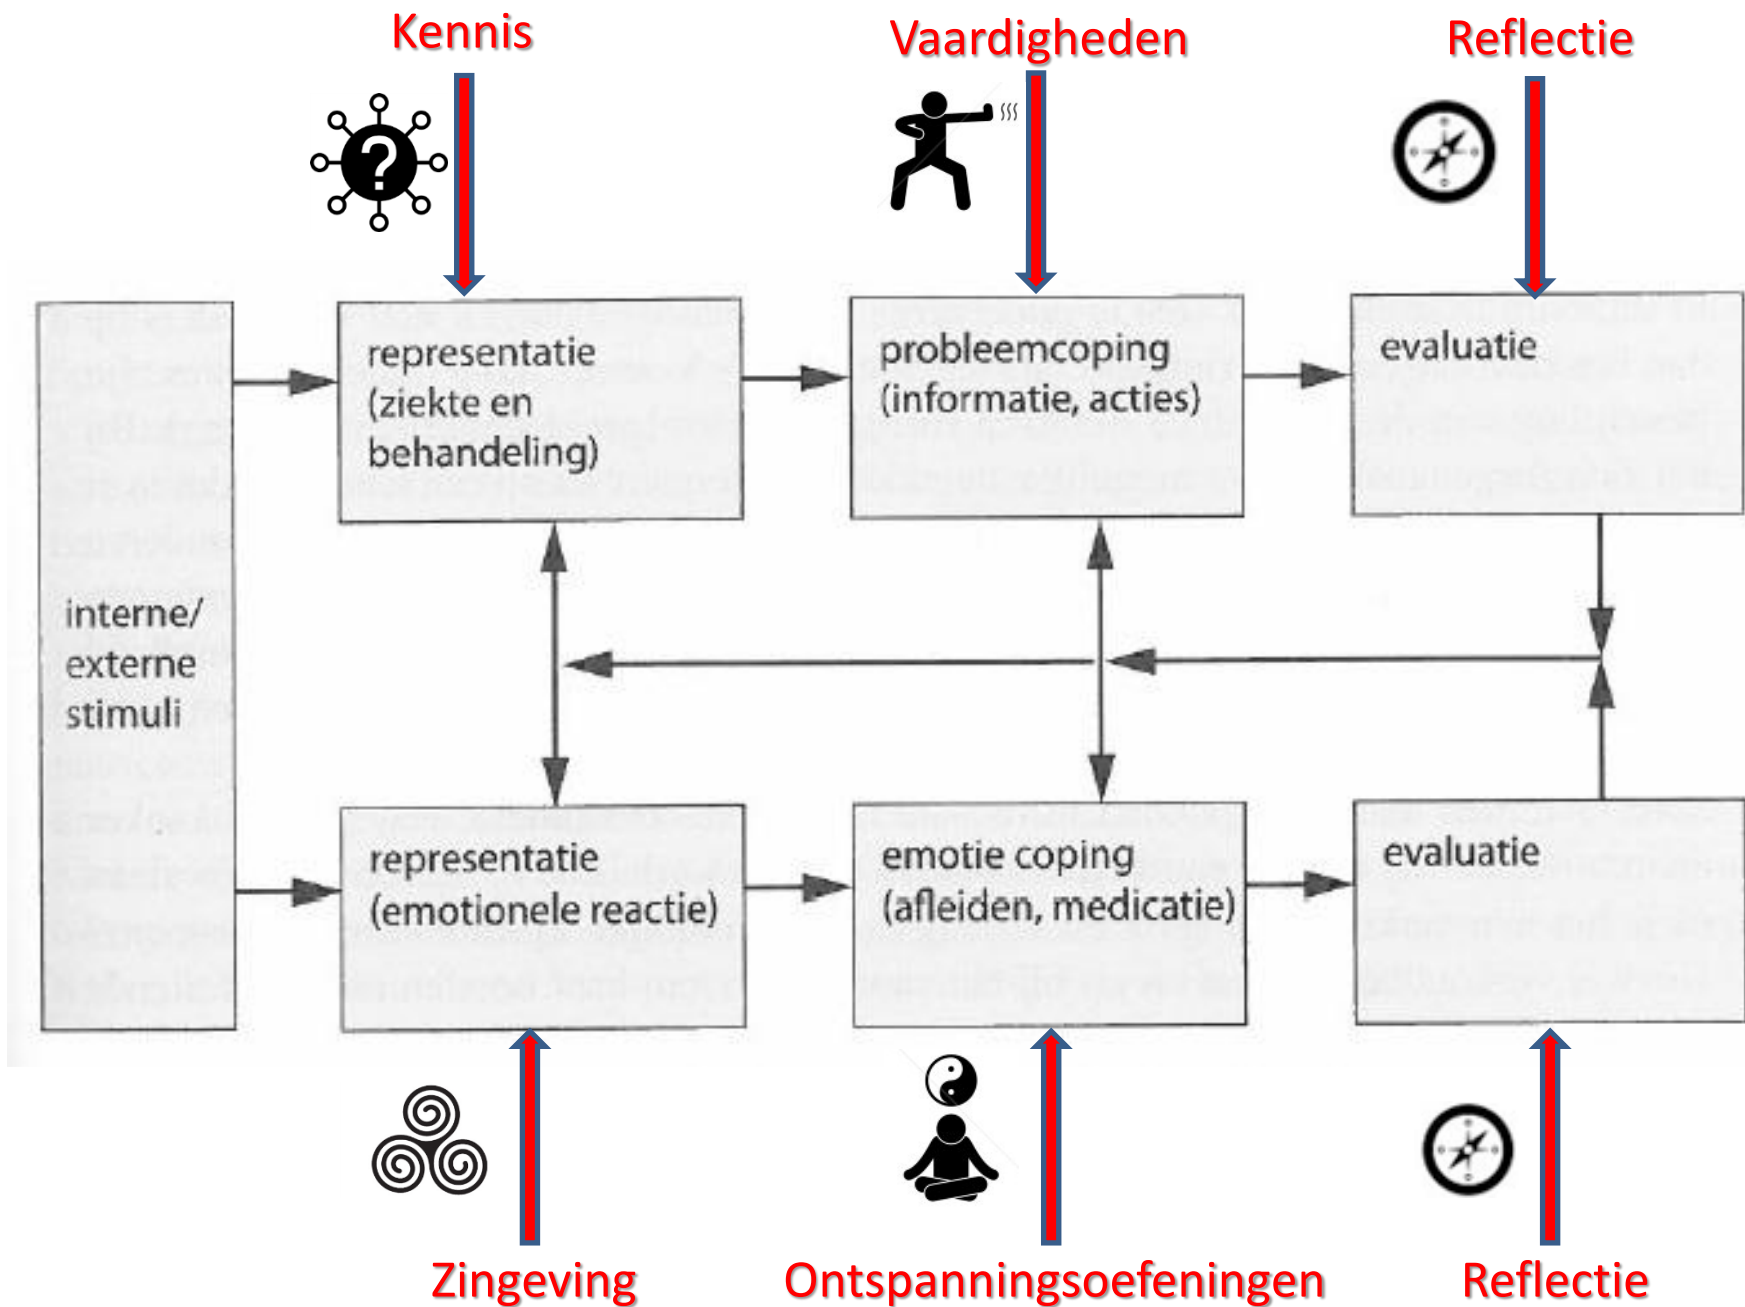 Kennis
Vaardigheden
Reflectie
?
representatie
(ziekte en
behandeling)
probleemcoping
(informatie, acties)
evaluatie
interne/
externe
stimuli
representatie
(emotionele reactie)
emotie coping
(afleiden, medicatie)
evaluatie
Zingeving
Ontspanningsoefeningen
Reflectie